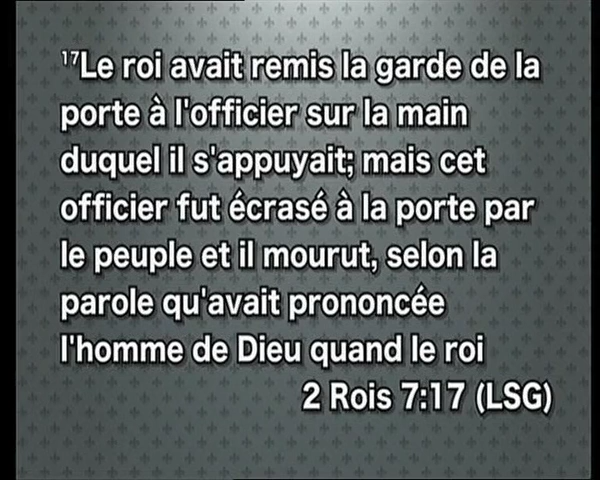 17Le roi avait remis la garde de la
porte à l'officier sur la main
duquel il s'appuyait; mais cet
officier fut écrasé à la porte par
le peuple et il mourut, selon la
parole qu'avait prononcée
l'homme de Dieu quand le roi
2 Rois 7:17 (LSG)